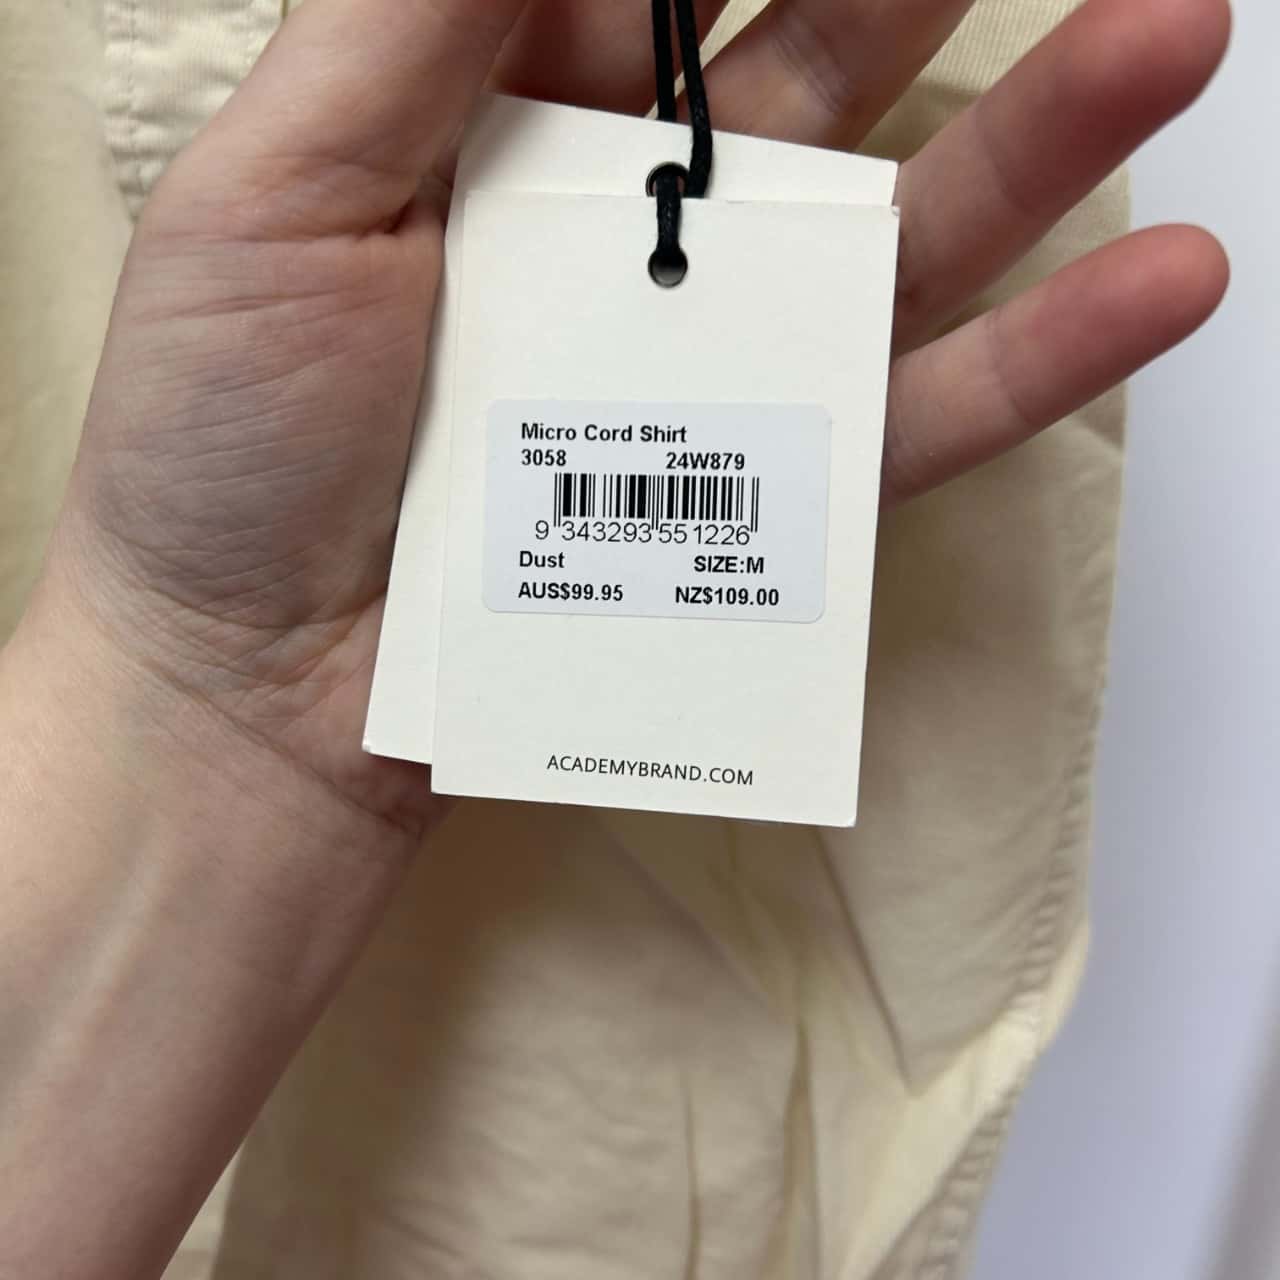 Micro Cord Shirt
3058 24W879
9 343293 551226
Dust SIZE:M
AUS$99.95 NZ$109.00
ACADEMYBRAND.COM